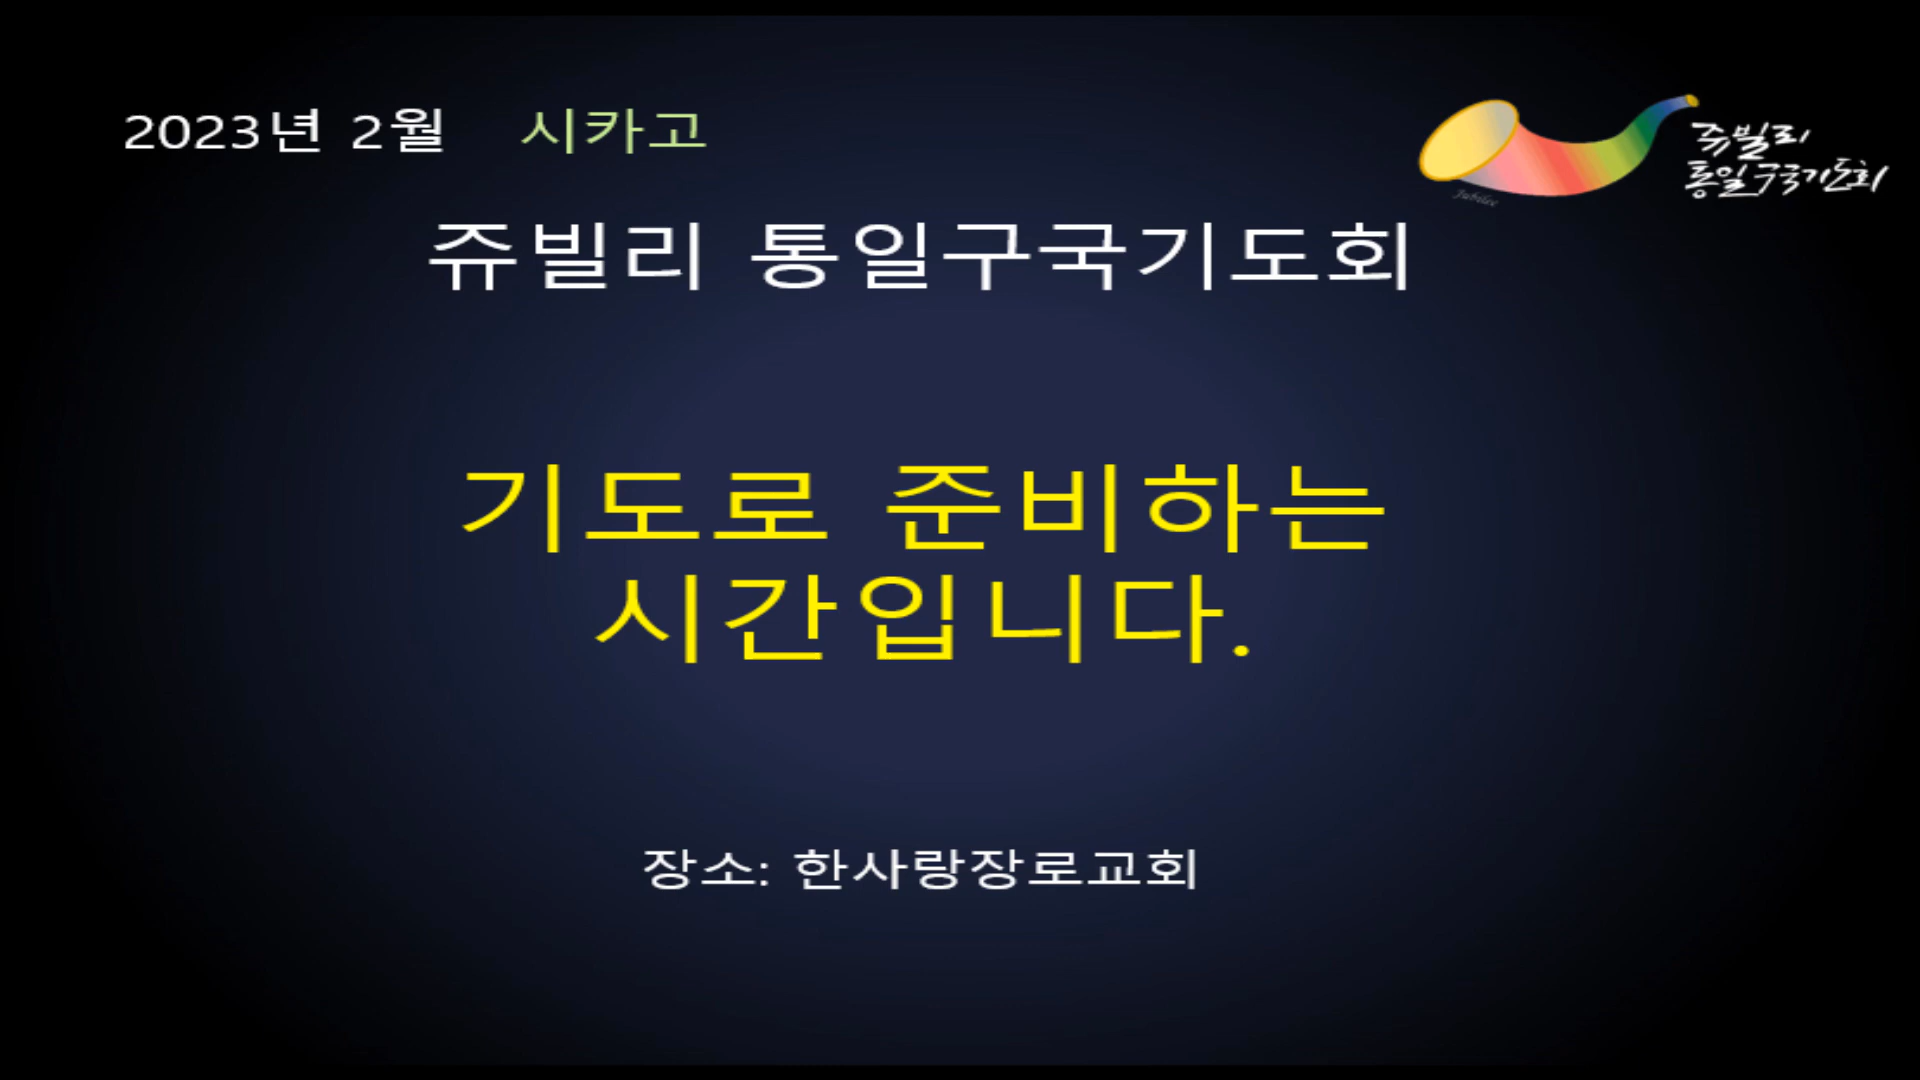 2023년 2월 시카고
쥬빌리
통일구국기도회
Jubilee
쥬빌리 통일구국기도회
기도로 준비하는
시간입니다.
장소: 한사랑장로교회